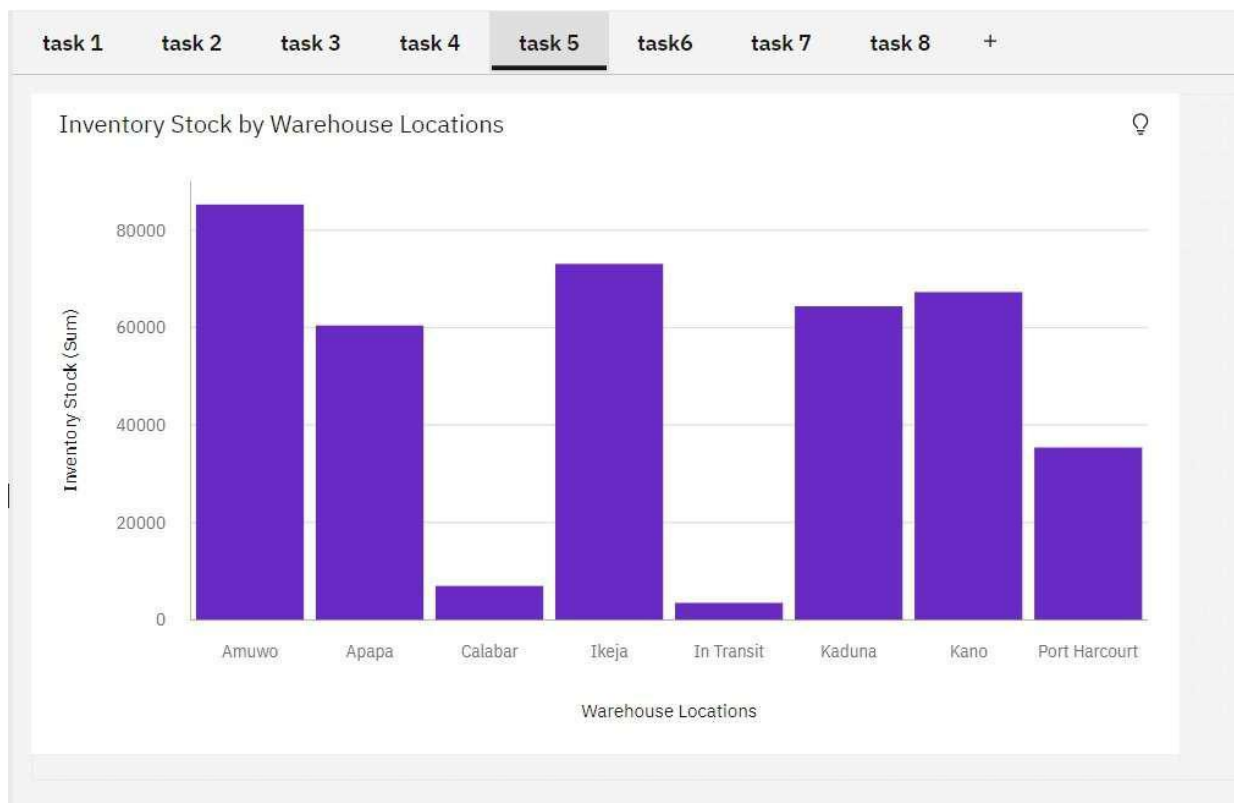 task 1 task 2 task 3 task 4 task 5 task6 task 7 task 8 +
Inventory Stock by Warehouse Locations
Inventory Stock (Sum)
80000
60000
40000
20000
0
Amuwo Apapa Calabar Ikeja In Transit Kaduna Kano Port Harcourt
Warehouse Locations